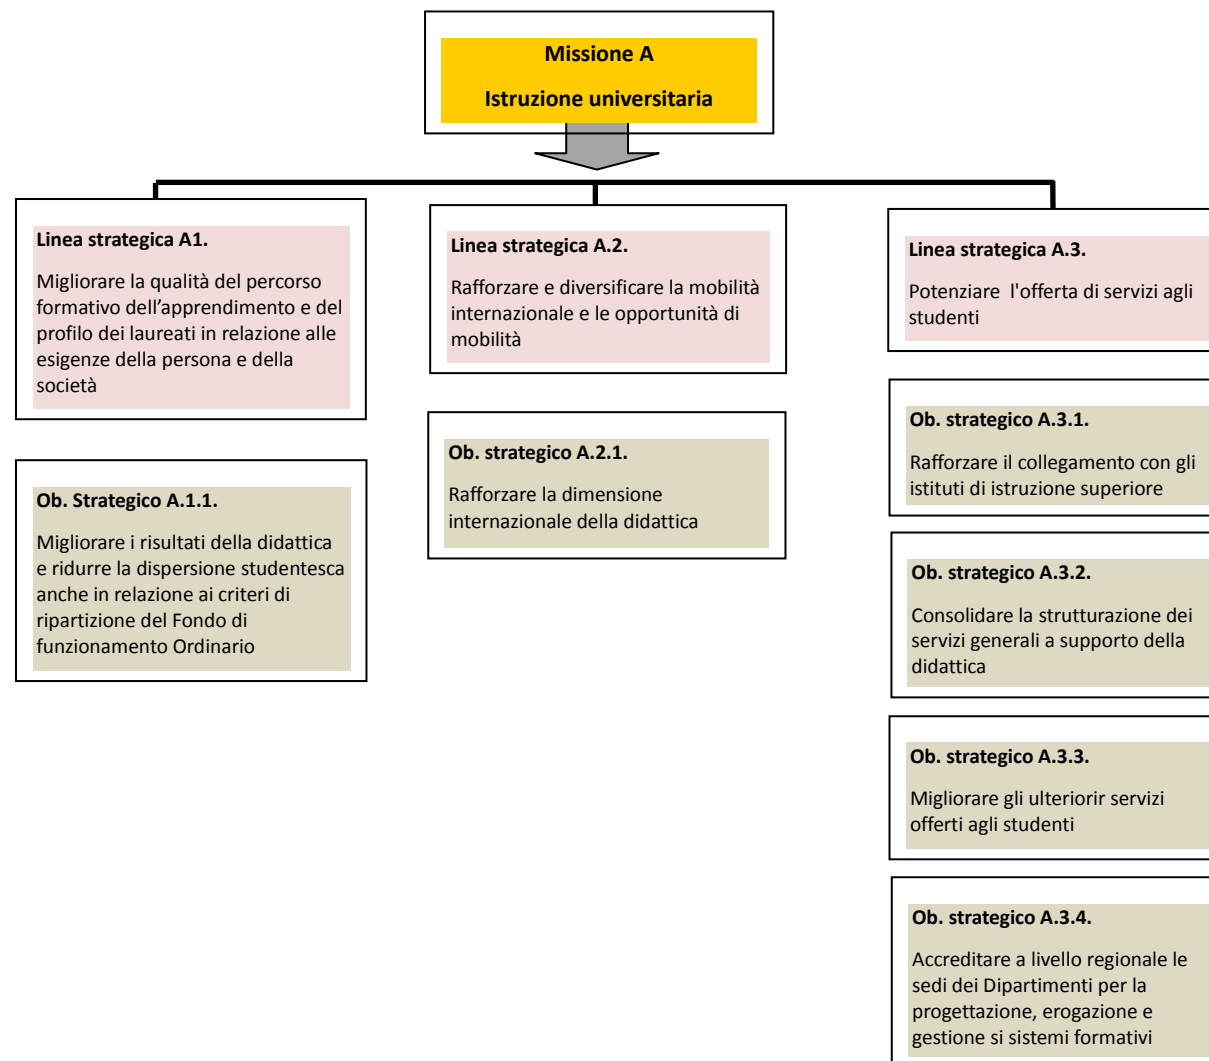 Missione A
Istruzione universitaria
Linea strategica A1.
Migliorare la qualità del percorso
formativo dell’apprendimento e del
profilo dei laureati in relazione alle
esigenze della persona e della
società
Ob. Strategico A.1.1.
Migliorare i risultati della didattica
e ridurre la dispersione studentesca
anche in relazione ai criteri di
ripartizione del Fondo di
funzionamento Ordinario
Linea strategica A.2.
Rafforzare e diversificare la mobilità
internazionale e le opportunità di
mobilità
Ob. strategico A.2.1.
Rafforzare la dimensione
internazionale della didattica
Linea strategica A.3.
Potenziare l'offerta di servizi agli
studenti
Ob. strategico A.3.1.
Rafforzare il collegamento con gli
istituti di istruzione superiore
Ob. strategico A.3.2.
Consolidare la strutturazione dei
servizi generali a supporto della
didattica
Ob. strategico A.3.3.
Migliorare gli ulteriorir servizi
offerti agli studenti
Ob. strategico A.3.4.
Accreditare a livello regionale le
sedi dei Dipartimenti per la
progettazione, erogazione e
gestione si sistemi formativi